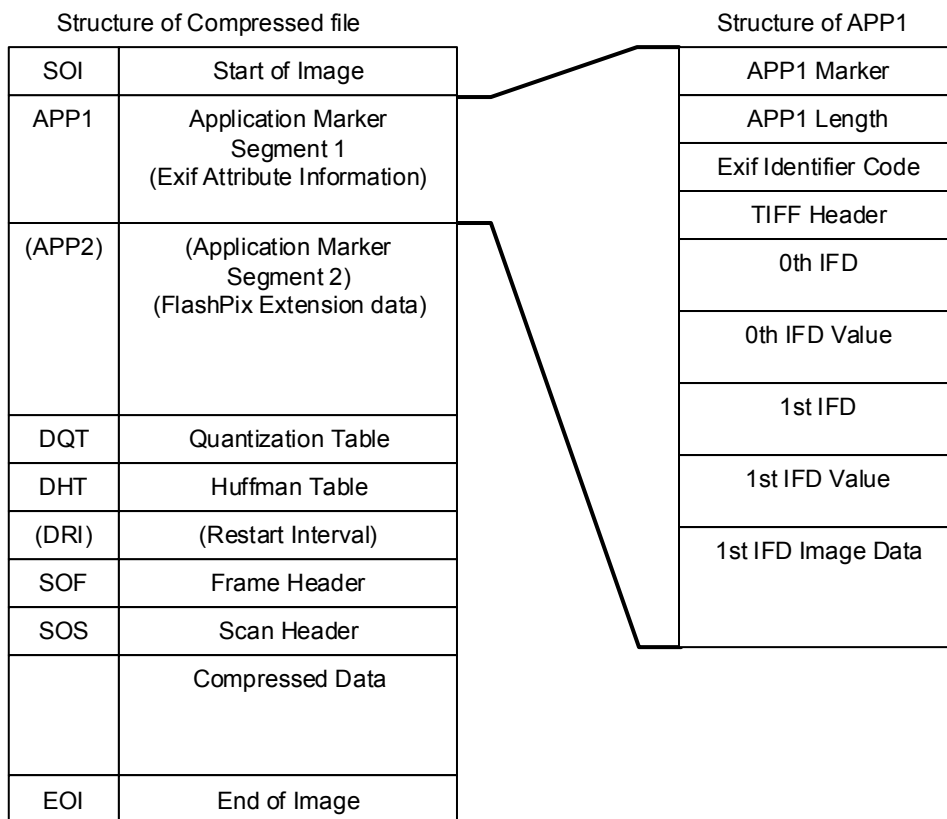 Structure of Compressed file
SOI Start of Image
APP1 Application Marker
Segment 1
(Exif Attribute Information)
(APP2) (Application Marker
Segment 2)
(FlashPix Extension data)
DQT Quantization Table
DHT Huffman Table
(DRI) (Restart Interval)
SOF Frame Header
SOS Scan Header
Compressed Data
EOI End of Image
Structure of APP1
APP1 Marker
APP1 Length
Exif Identifier Code
TIFF Header
0th IFD
0th IFD Value
1st IFD
1st IFD Value
1st IFD Image Data